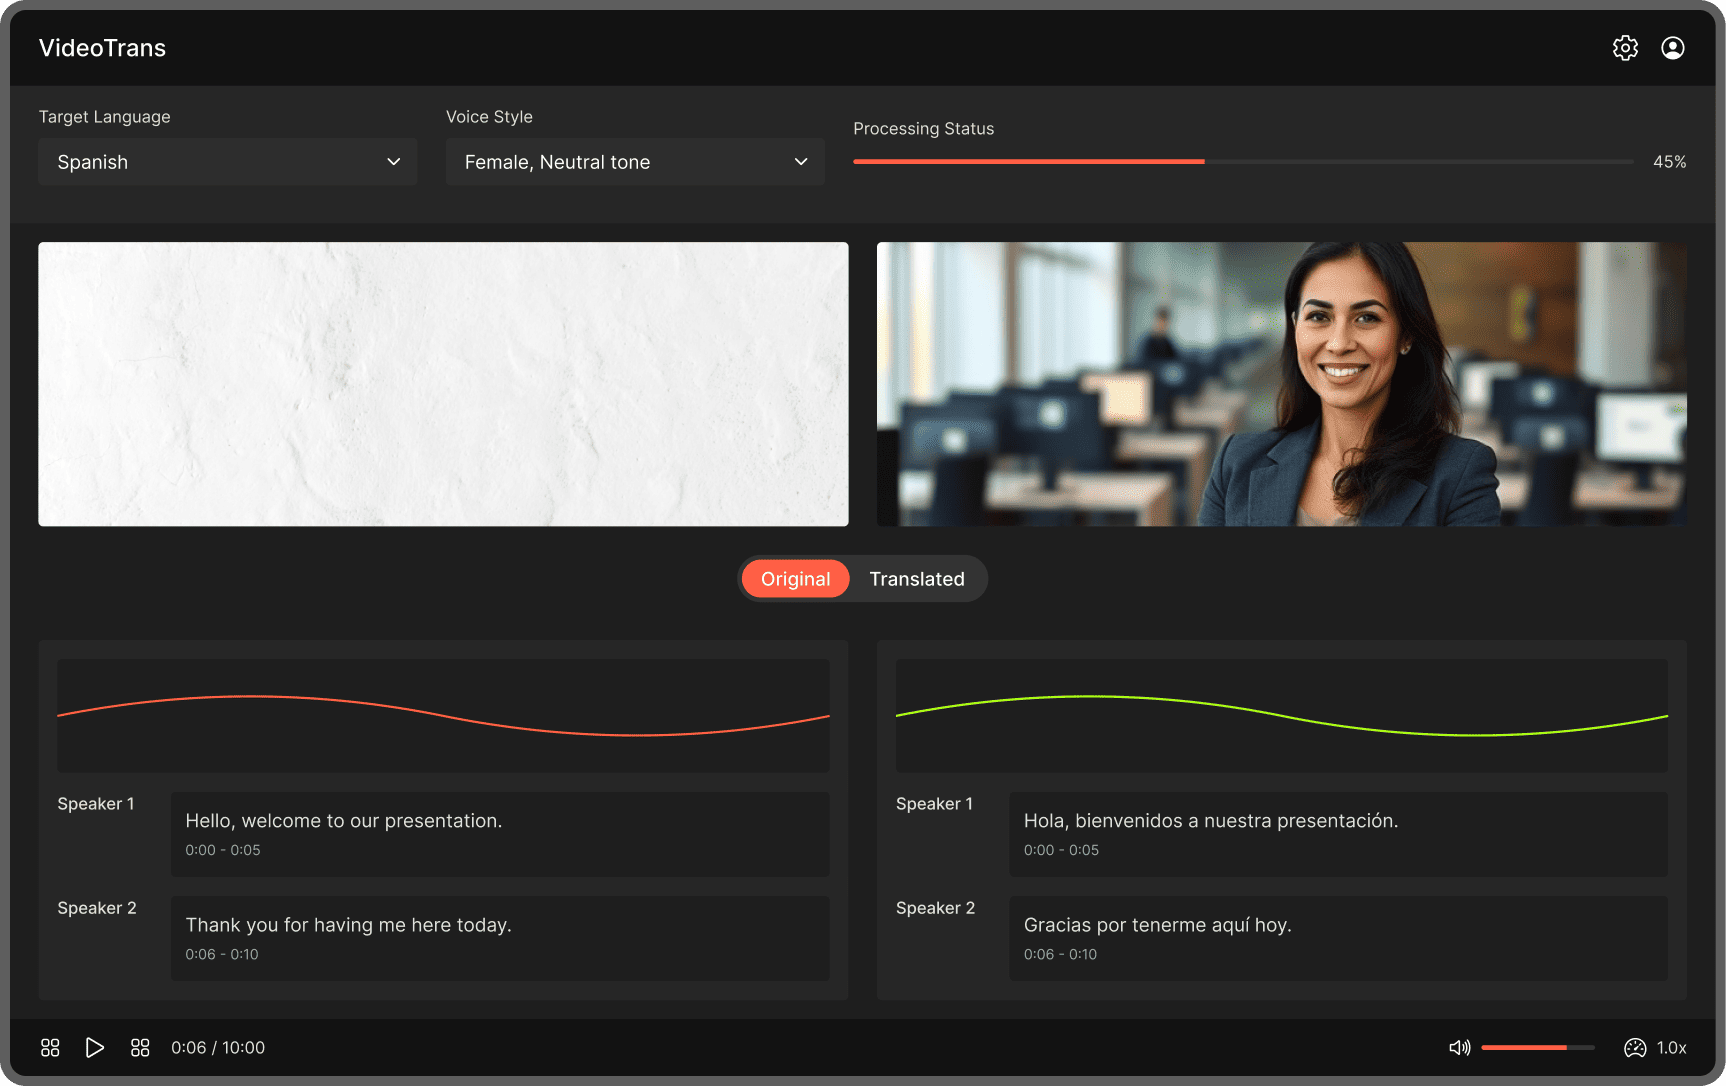 VideoTrans
Target Language
Spanish
Voice Style
Female, Neutral tone
Processing Status
45%
Original
Translated
Speaker 1
Hello, welcome to our presentation.
0:00 - 0:05
Speaker 2
Thank you for having me here today.
0:06 - 0:10
Speaker 1
Hola, bienvenidos a nuestra presentación.
0:00 - 0:05
Speaker 2
Gracias por tenerme aquí hoy.
0:06 - 0:10
0:06 / 10:00
1.0x